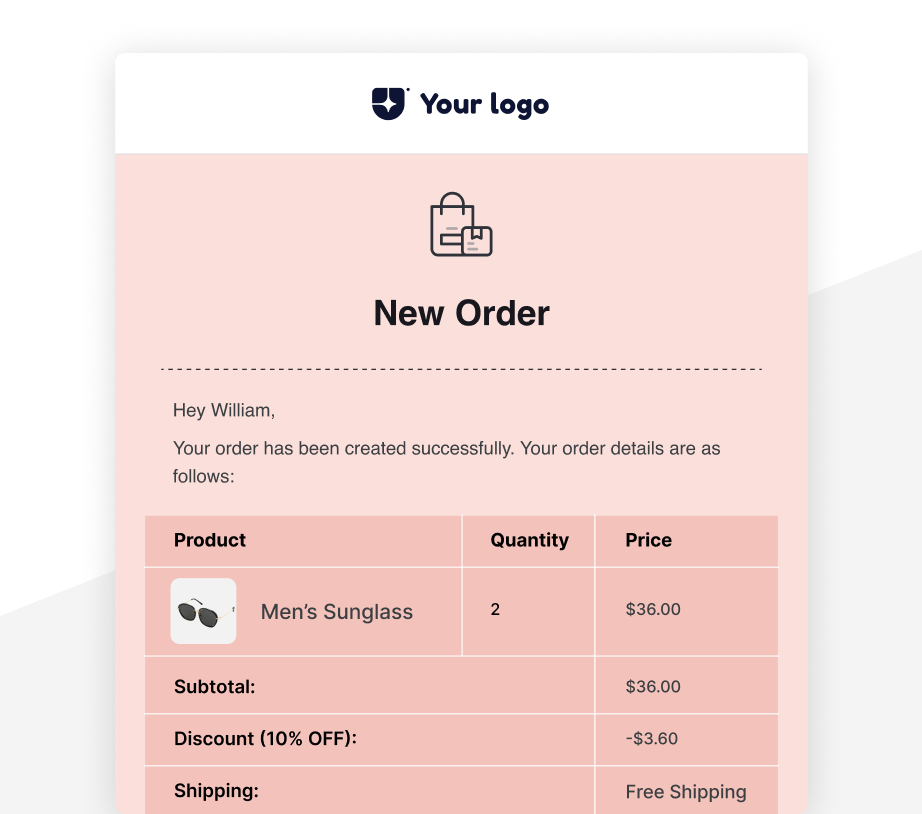 Your logo
New Order
Hey William,
Your order has been created successfully. Your order details are as
follows:
Product Quantity Price
Men’s Sunglass 2 $36.00
Subtotal: $36.00
Discount (10% OFF): -$3.60
Shipping: Free Shipping